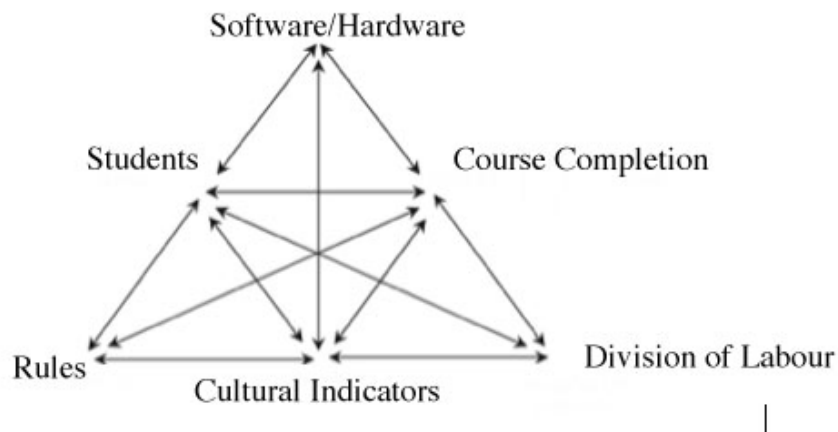 Software/Hardware
Students
Course Completion
Rules
Cultural Indicators
Division of Labour